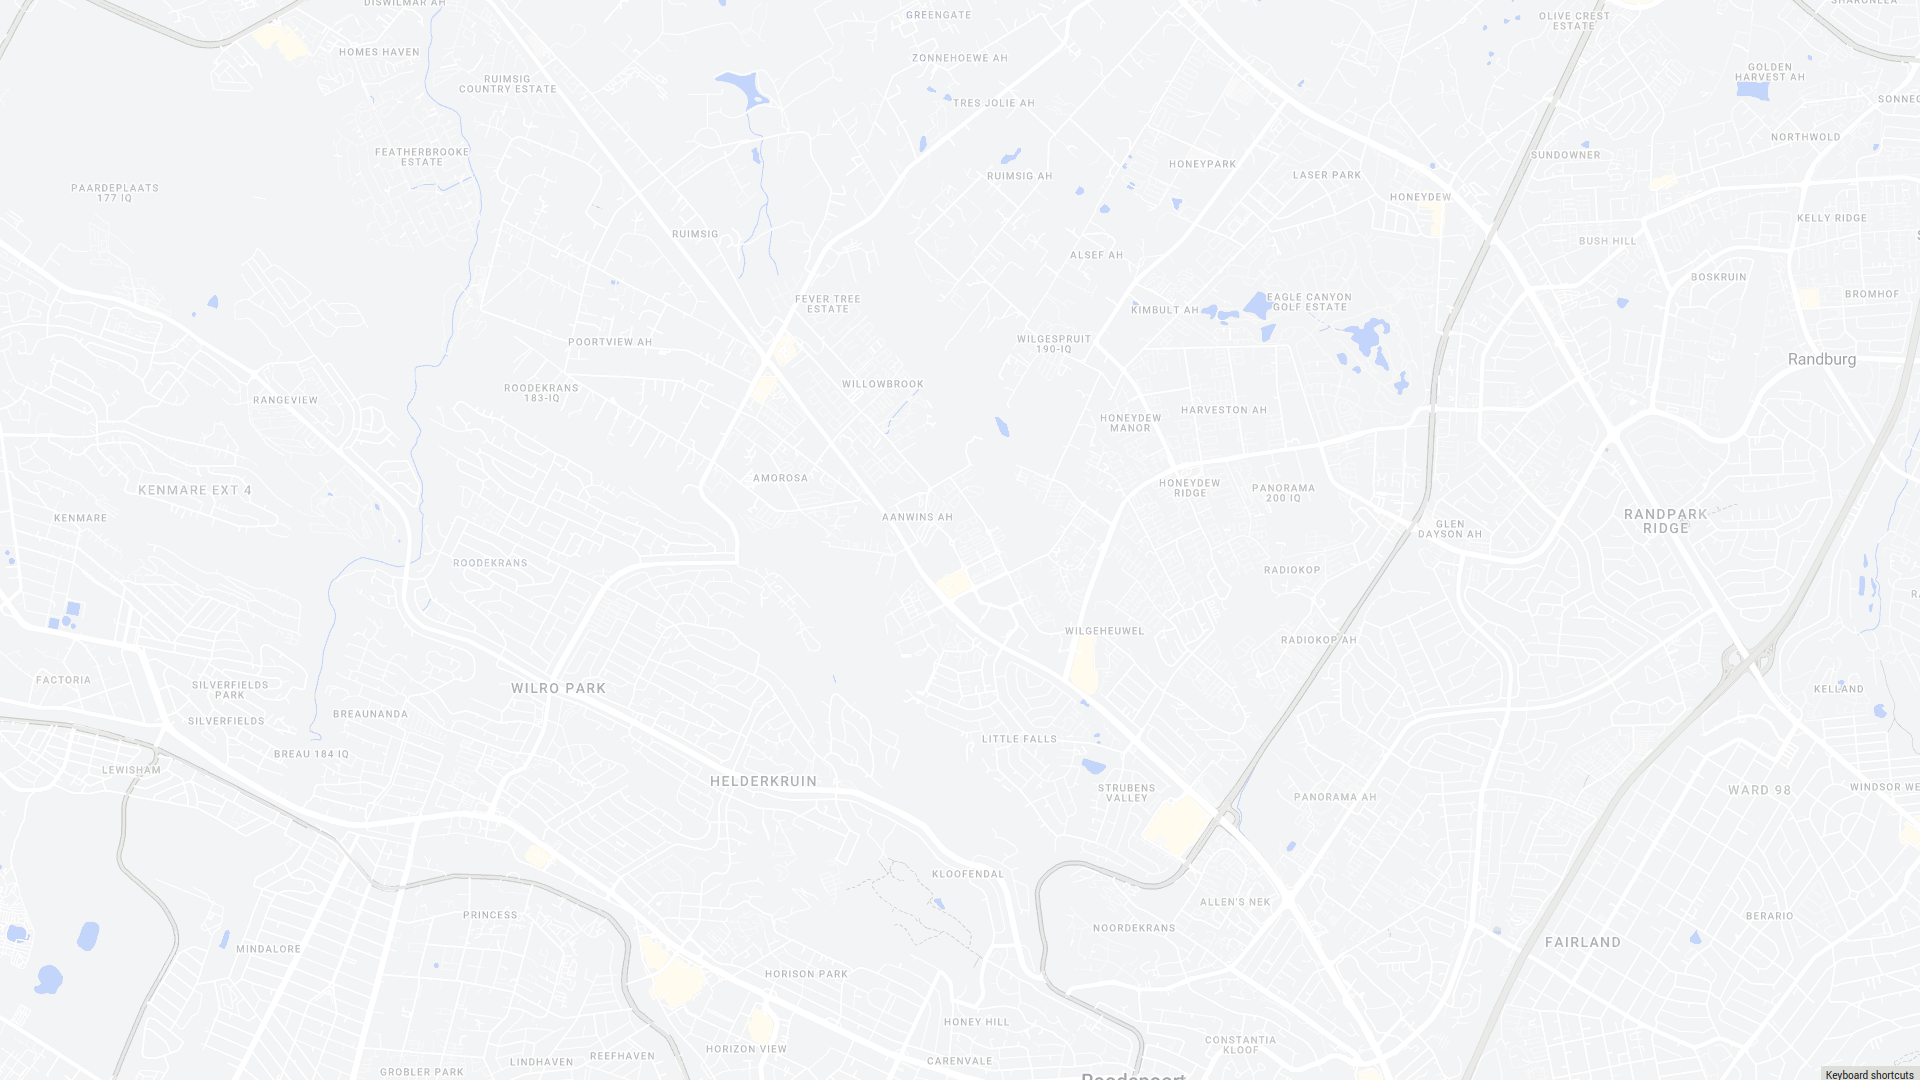 DISWILMAR AH
GREENGATE
OLIVE CREST
ESTATE
SHARONLEA
HOMES HAVEN
ZONNEHOEWE AH
GOLDEN
HARVEST AH
RUIMSIG
COUNTRY ESTATE
TRES JOLIE AH
SONNEG
NORTHWOLD
FEATHERBROOKE
ESTATE
SUNDOWNER
HONEYPARK
RUIMSIG AH
LASER PARK
PAARDEPLAATS
177 IQ
HONEYDEW
KELLY RIDGE
RUIMSIG
BUSH HILL
ALSEF AH
BOSKRUIN
FEVER TREE
ESTATE
EAGLE CANYON
GOLF ESTATE
BROMHOF
KIMBULT AH
POORTVIEW AH
WILGESPRUIT
190-IQ
Randburg
ROODEKRANS
183-IQ
WILLOWBROOK
RANGEVIEW
HARVESTON AH
HONEYDEW
MANOR
AMOROSA
KENMARE EXT 4
HONEYDEW
RIDGE
PANORAMA
200 IQ
KENMARE
AANWINS AH
GLEN
DAYSON AH
RANDPARK
RIDGE
ROODEKRANS
RADIOKOP
WILGEHEUWEL
RADIOKOP AH
FACTORIA
SILVERFIELDS
PARK
WILRO PARK
KELLAND
BREAUNANDA
SILVERFIELDS
LITTLE FALLS
BREAU 184 IQ
LEWISHAM
HELDERKRUIN
STRUBENS
VALLEY
PANORAMA AH
WARD 98
WINDSOR WE
KLOOFENDAL
ALLEN'S NEK
PRINCESS
NOORDEKRANS
BERARIO
MINDALORE
FAIRLAND
HORISON PARK
HONEY HILL
HORIZON VIEW
CONSTANTIA
KLOOF
REEFHAVEN
LINDHAVEN
CARENVALE
GROBLER PARK
Keyboard shortcuts